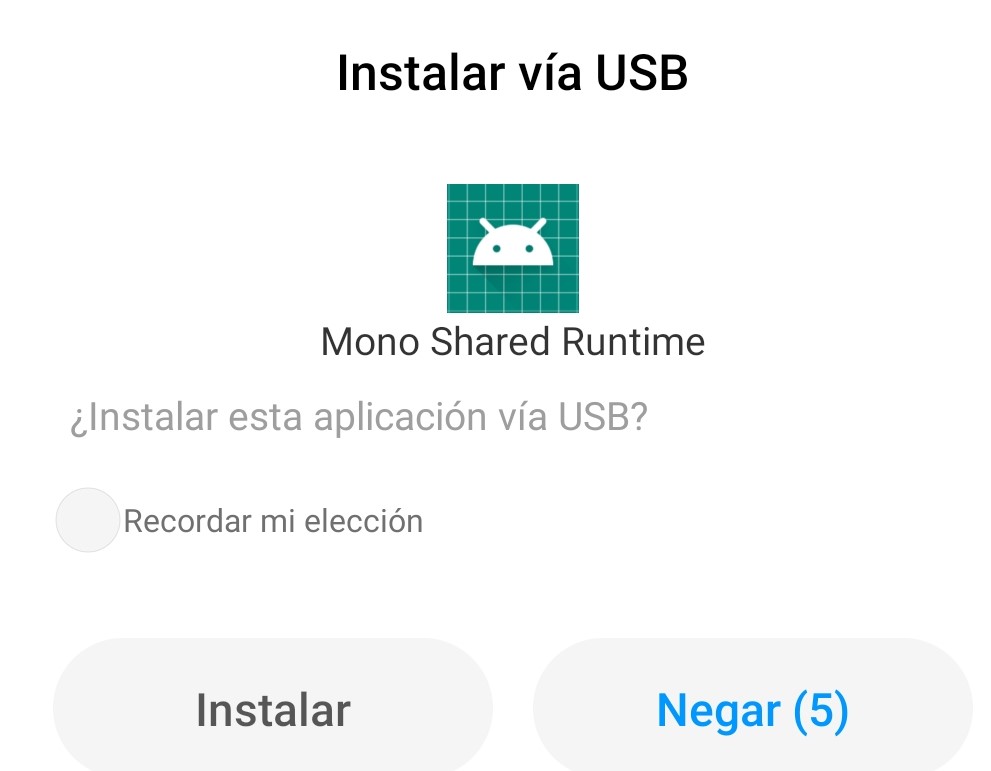 Instalar vía USB
Mono Shared Runtime
¿Instalar esta aplicación vía USB?
Recordar mi elección
Instalar
Negar (5)